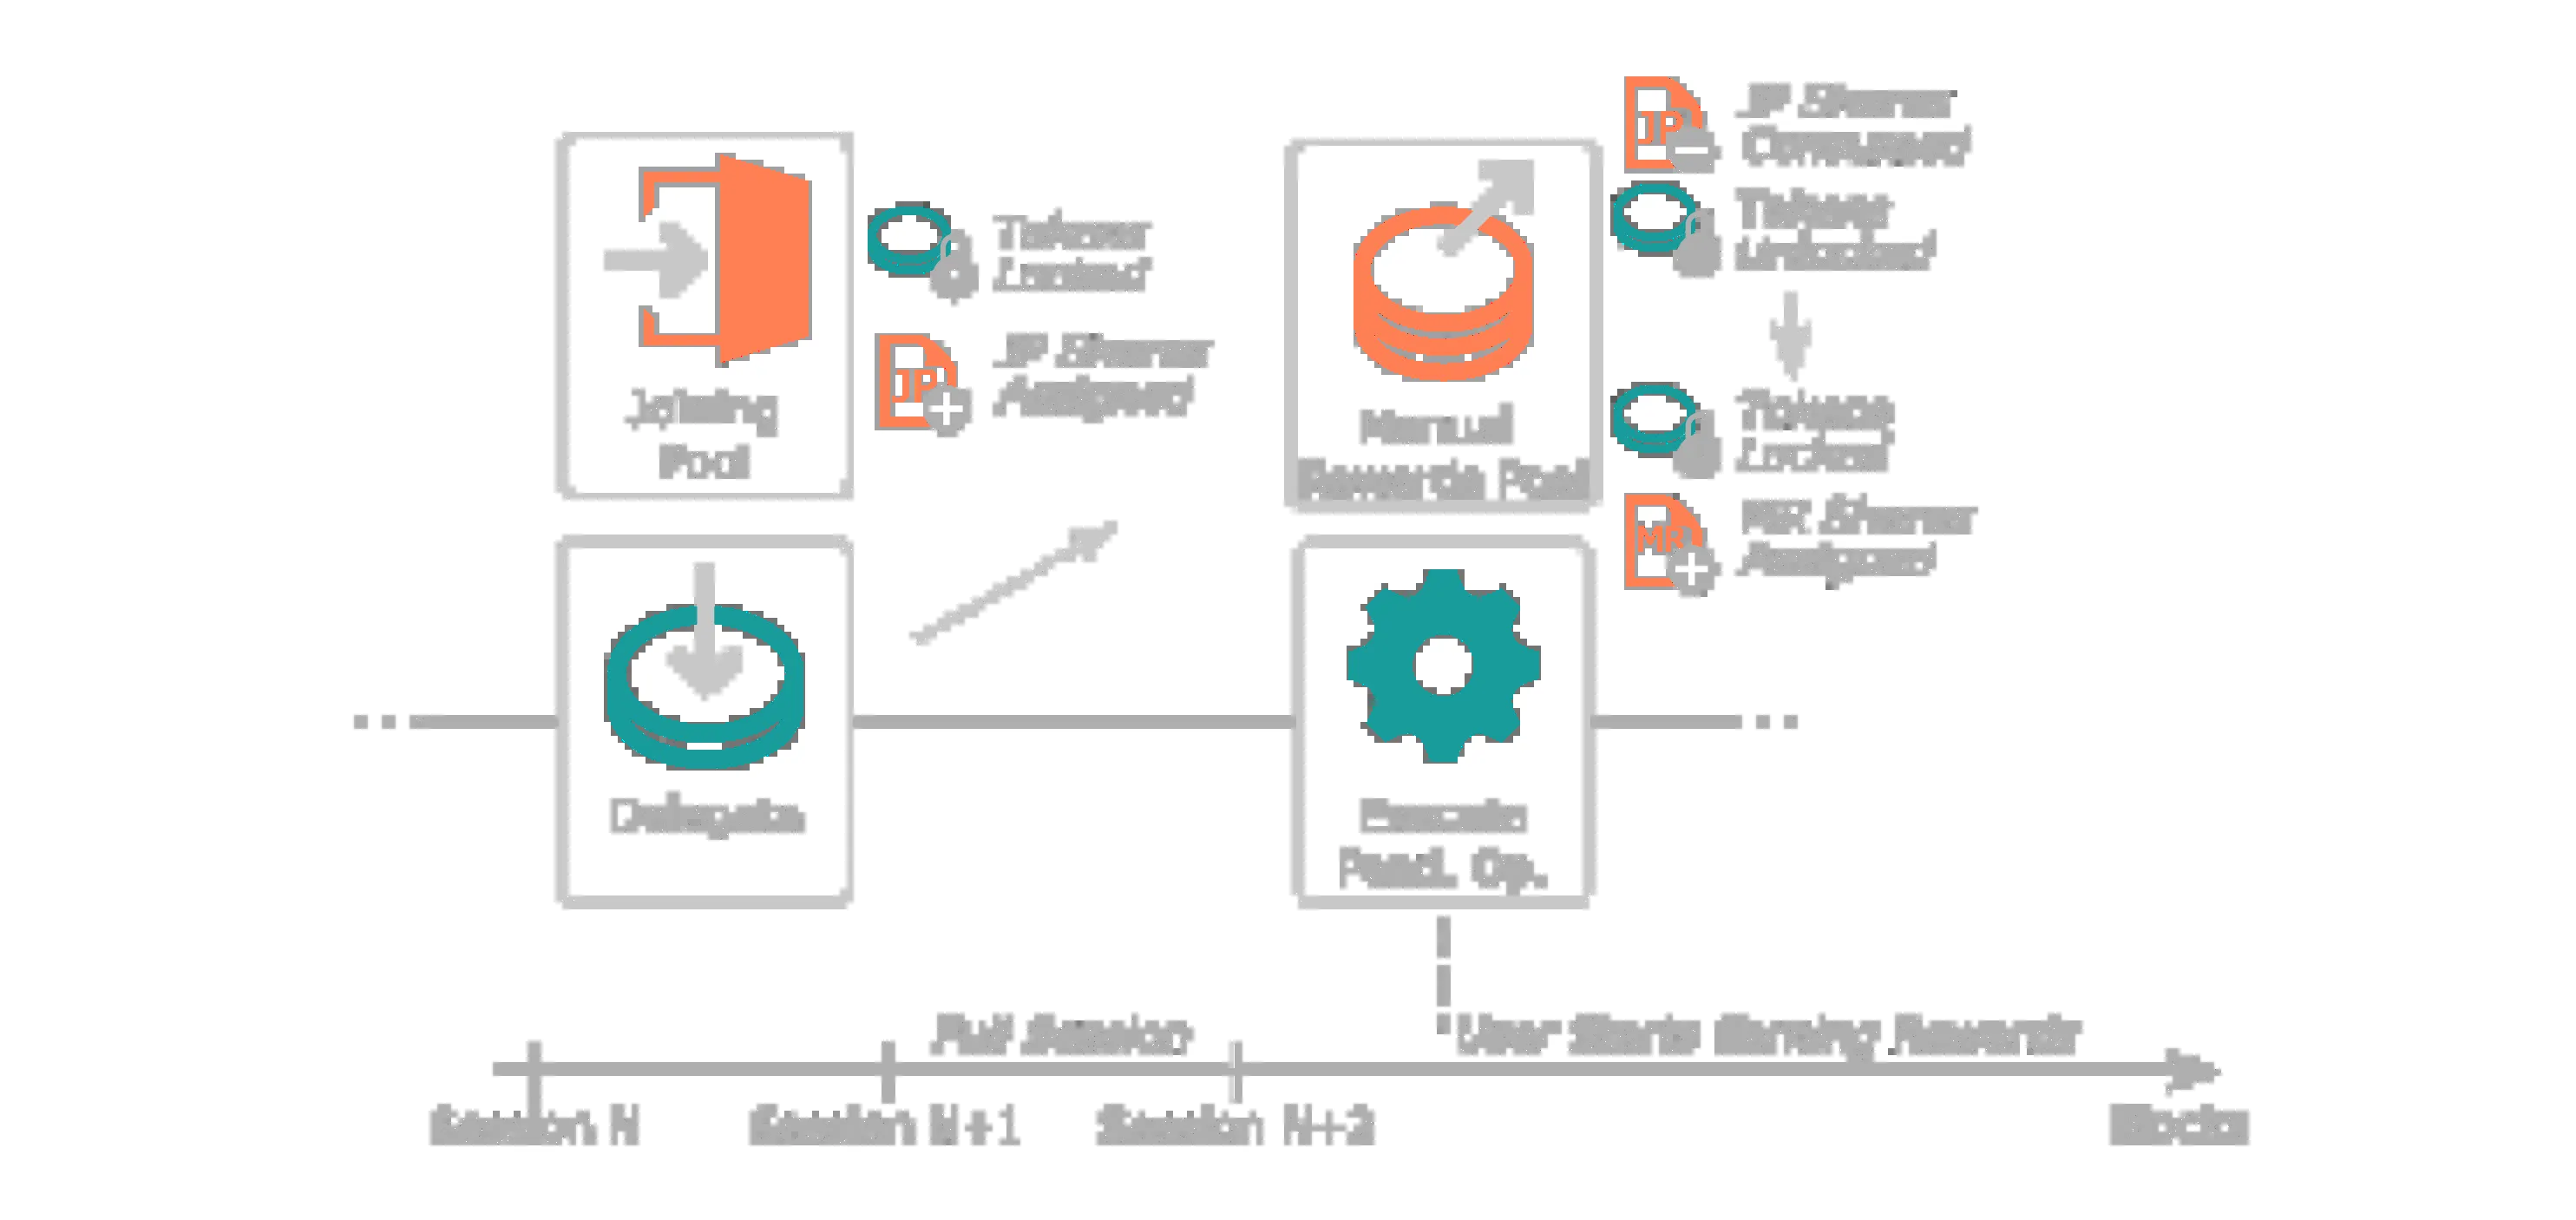 JP Shares
Consumed
JP
Tokens
Unlocked
Tokens
Locked
JP Shares
Assigned
JP
Joining
Pool
Manual
Rewards Pool
Tokens
Locked
MR Shares
Assigned
MR
Delegate
Execute
Pend. Op.
Full Session
User Starts Earning Rewards
Session N
Session N+1
Session N+2
Blocks